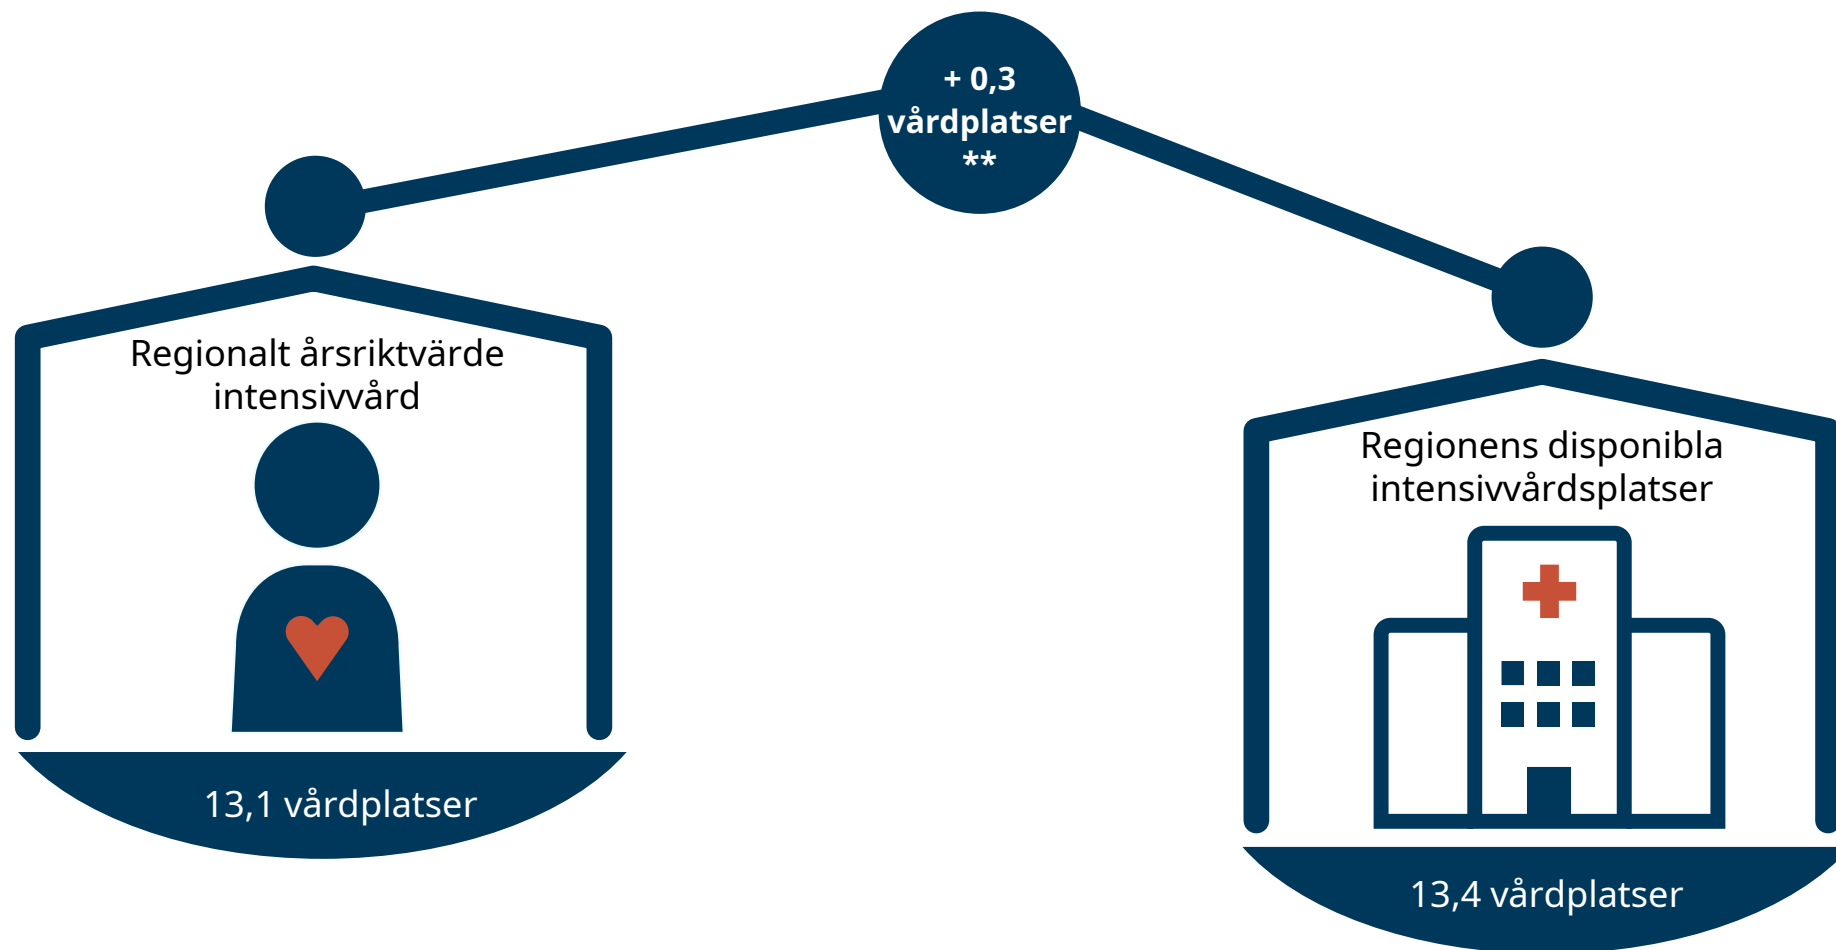 + 0,3
vårdplatser
**
Regionalt årsriktvärde
intensivvård
13,1 vårdplatser
Regionens disponibla
intensivvårdsplatser
13,4 vårdplatser